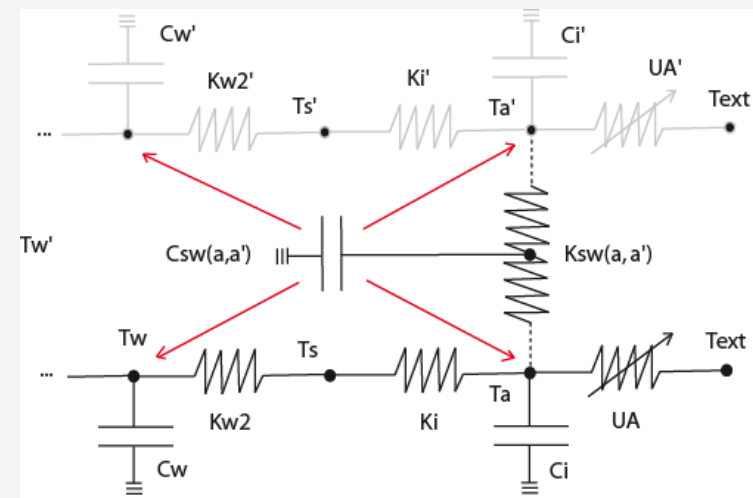 Cw'
Ci'
Kw2'
Ts'
Ki'
Ta'
UA'
Text
...
Tw'
Csw(a,a')
Ksw(a, a')
Tw
Ts
Text
...
Kw2
Ki
Ta
UA
Cw
Ci